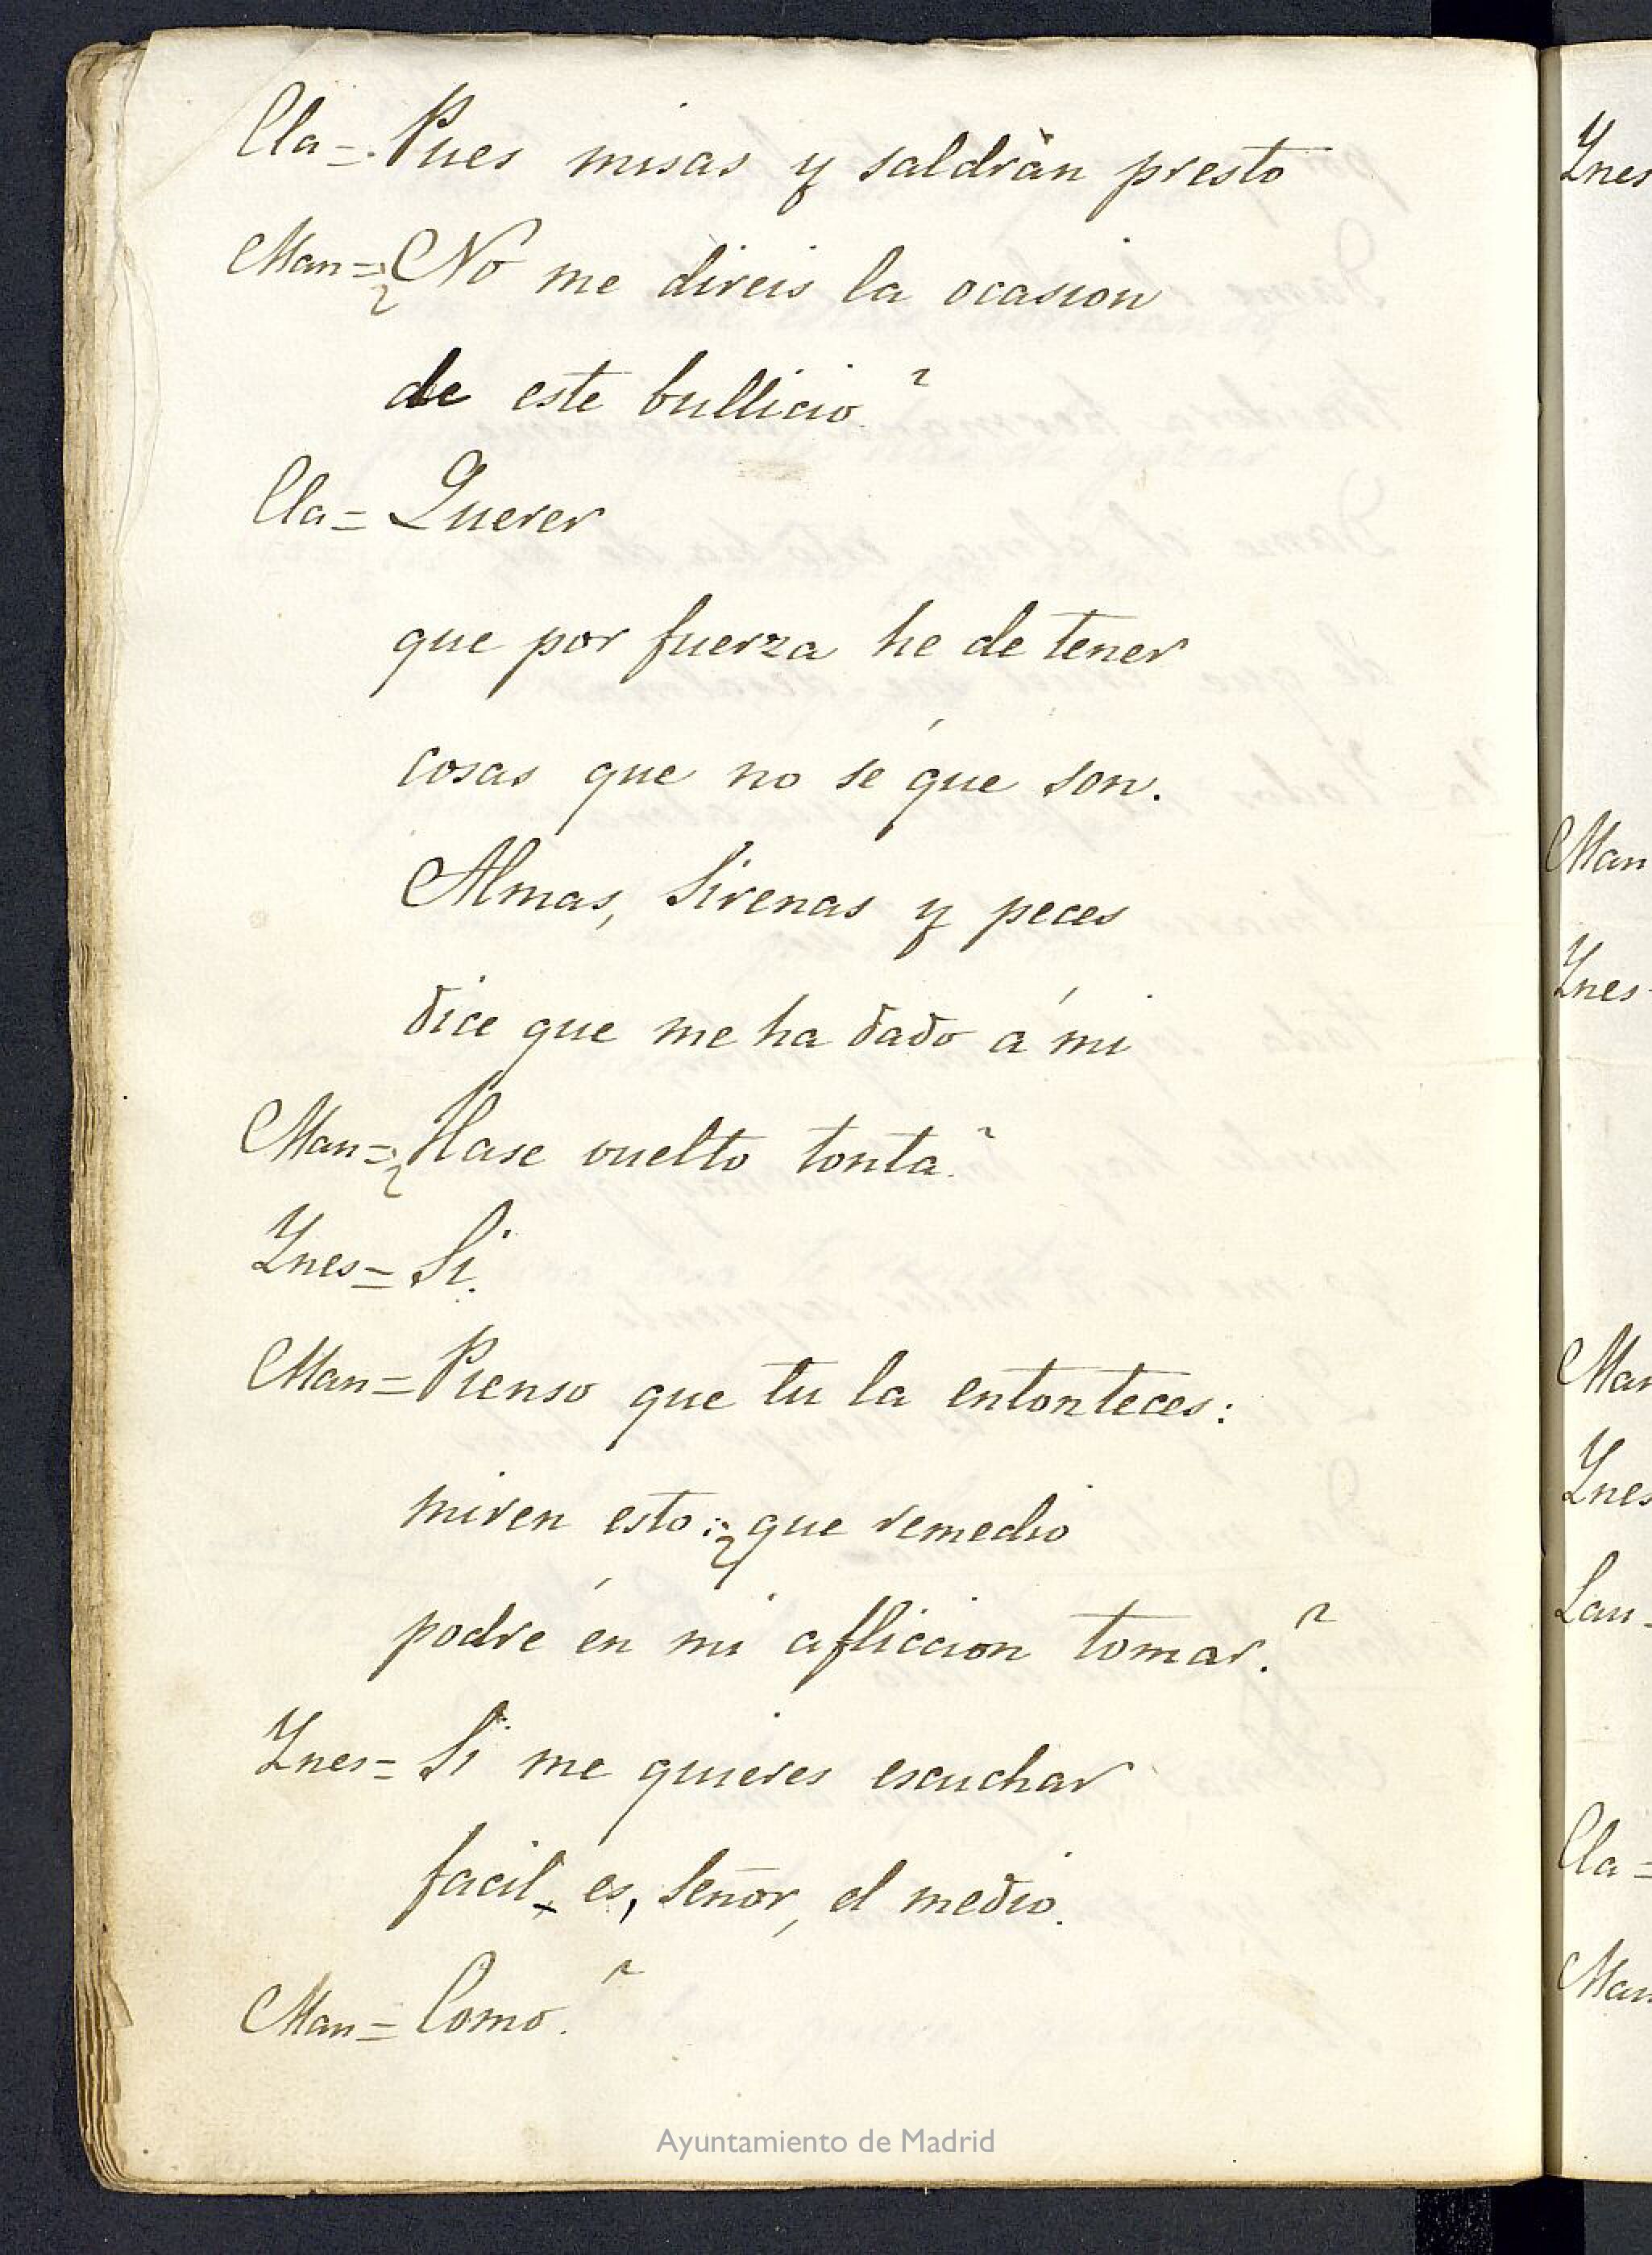 Cla=. Pues misas y saldrán presto
Man=¿No me direis la ocasion
de este bullicio?
Cla= Querer
que por fuerza he de tener
cosas que no sé que son.
Almas, Sirenas y peces
dice que me ha dado á mi
Man=¿Hase vuelto tonta?
Ynes= Si.
Man= Pienso que tu la entonteces:
miren esto: ¿que remedio
podré en mi afliccion tomar.?
Ynes= Si me quieres escuchar
facil es, Señor, el medio.
Man= Como.?
Ynes
Man
Ynes
Man
Ynes
Lau
Cla=
Man
Ayuntamiento de Madrid